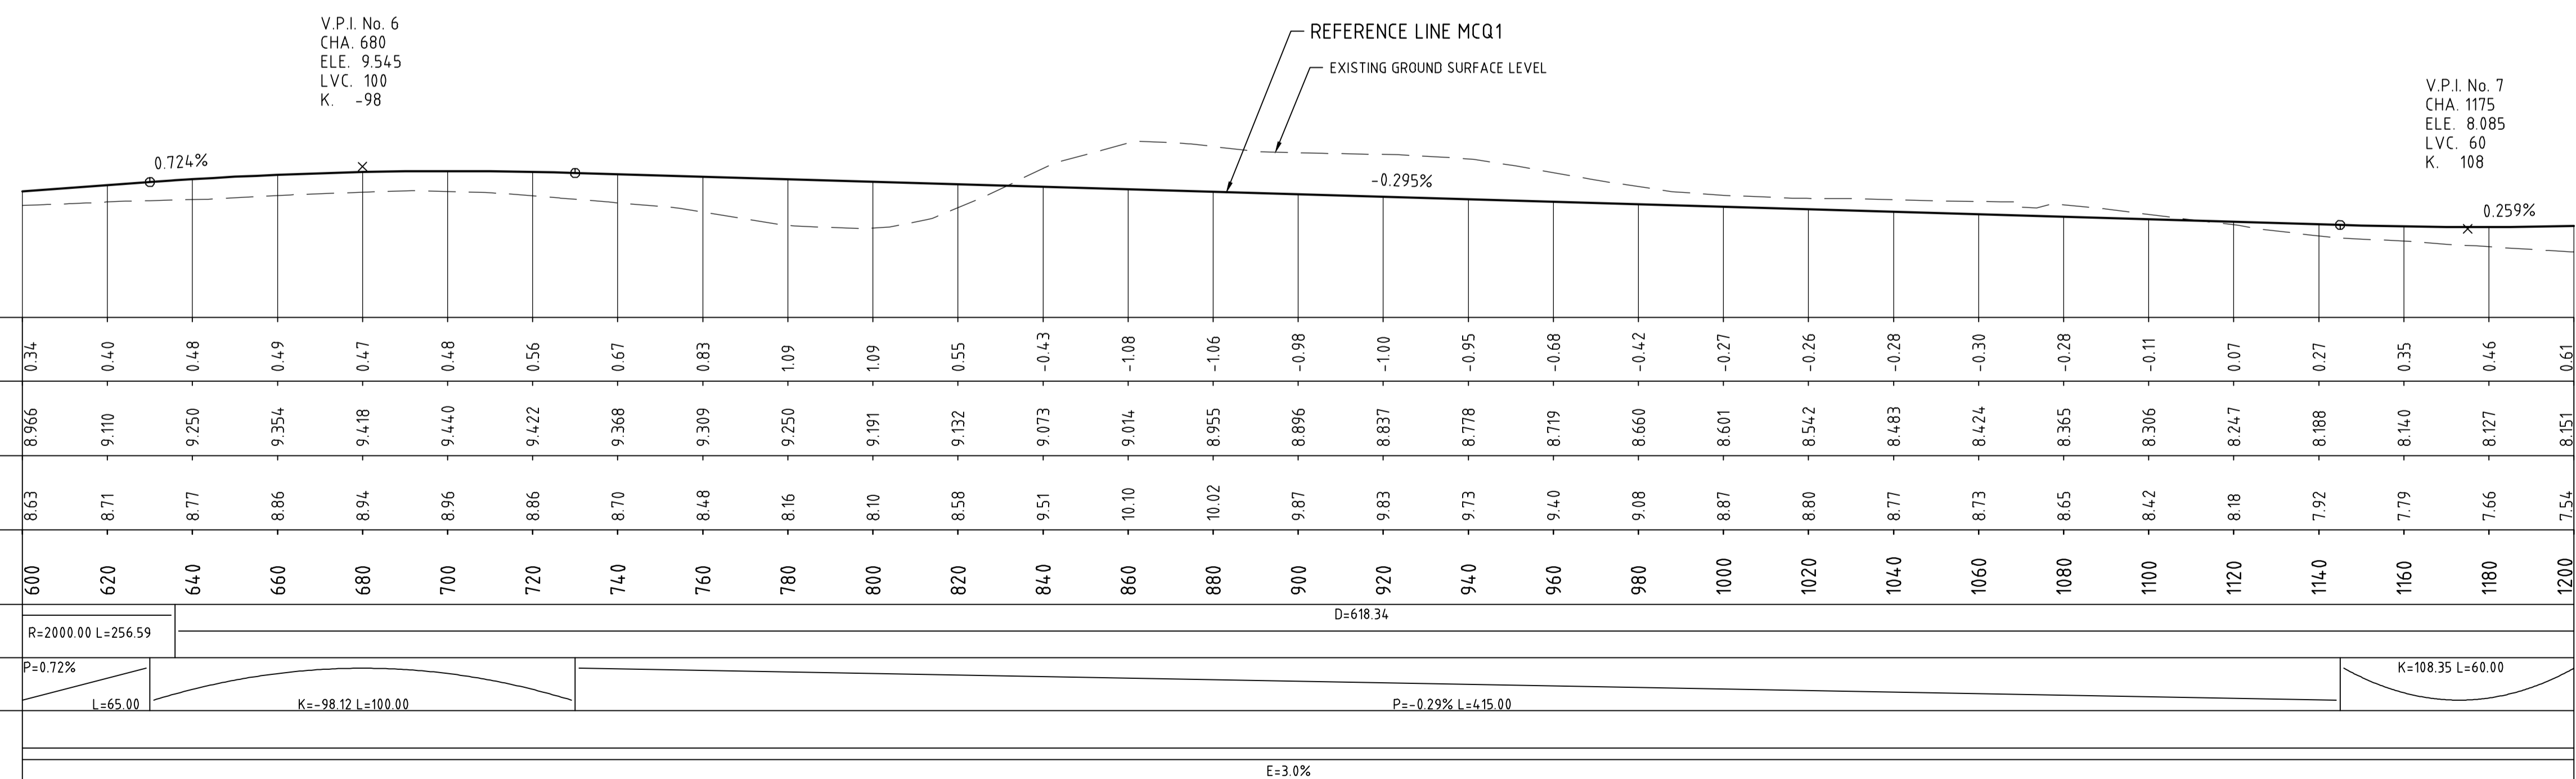 V.P.I. No. 6
CHA. 680
ELE. 9.545
LVC. 100
K. -98
REFERENCE LINE MCQ1
EXISTING GROUND SURFACE LEVEL
V.P.I. No. 7
CHA. 1175
ELE. 8.085
LVC. 60
K. 108
0.724%
-0.295%
0.259%
0.34 0.40 0.48 0.49 0.47 0.48 0.56 0.67 0.83 1.09 1.09 0.55 -0.43 -1.08 -1.06 -0.98 -1.00 -0.95 -0.68 -0.42 -0.27 -0.26 -0.28 -0.30 -0.28 -0.11 0.07 0.27 0.35 0.46 0.61
8.966 9.110 9.250 9.354 9.418 9.440 9.422 9.368 9.309 9.250 9.191 9.132 9.073 9.014 8.955 8.896 8.837 8.778 8.719 8.660 8.601 8.542 8.483 8.424 8.365 8.306 8.247 8.188 8.140 8.127 8.151
8.63 8.71 8.77 8.86 8.94 8.96 8.86 8.70 8.48 8.16 8.10 8.58 9.51 10.10 10.02 9.87 9.83 9.73 9.40 9.08 8.87 8.80 8.77 8.73 8.65 8.42 8.18 7.92 7.79 7.66 7.54
600 620 640 660 680 700 720 740 760 780 800 820 840 860 880 900 920 940 960 980 1000 1020 1040 1060 1080 1100 1120 1140 1160 1180 1200
D=618.34
R=2000.00 L=256.59
P=0.72%
K=108.35 L=60.00
L=65.00
K=-98.12 L=100.00
P=-0.29% L=415.00
E=3.0%